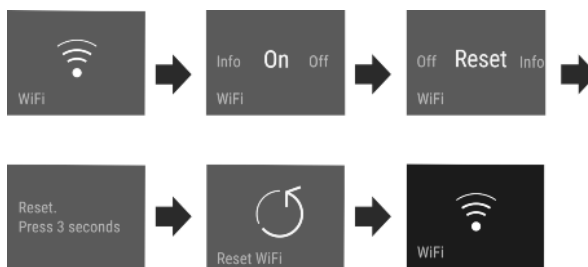 WiFi
Info On Off
WiFi
Off Reset Info
WiFi
Reset.
Press 3 seconds
Reset WiFi
WiFi